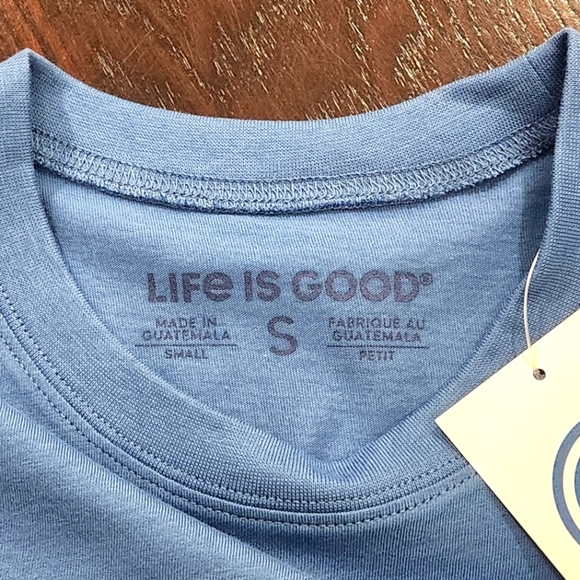 LIFe IS GOOD®
MADE IN
GUATEMALA
SMALL
S
FABRIQUÉ AU
GUATEMALA
PETIT